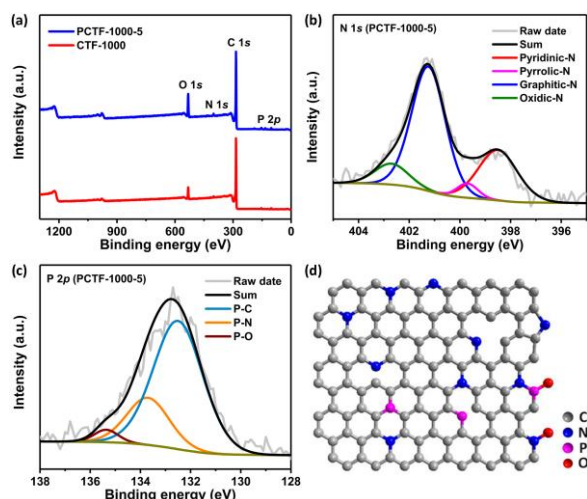 (a)
PCTF-1000-5
CTF-1000
C 1s
O 1s
N 1s
P 2p
Intensity (a.u.)
1200 900 600 300 0
Binding energy (eV)
(b)
N 1s (PCTF-1000-5)
Raw date
Sum
Pyridinic-N
Pyrrolic-N
Graphitic-N
Oxidic-N
Intensity (a.u.)
404 402 400 398 396
Binding energy (eV)
(c)
P 2p (PCTF-1000-5)
Raw date
Sum
P-C
P-N
P-O
Intensity (a.u.)
138 136 134 132 130 128
Binding energy (eV)
(d)
C
N
P
O